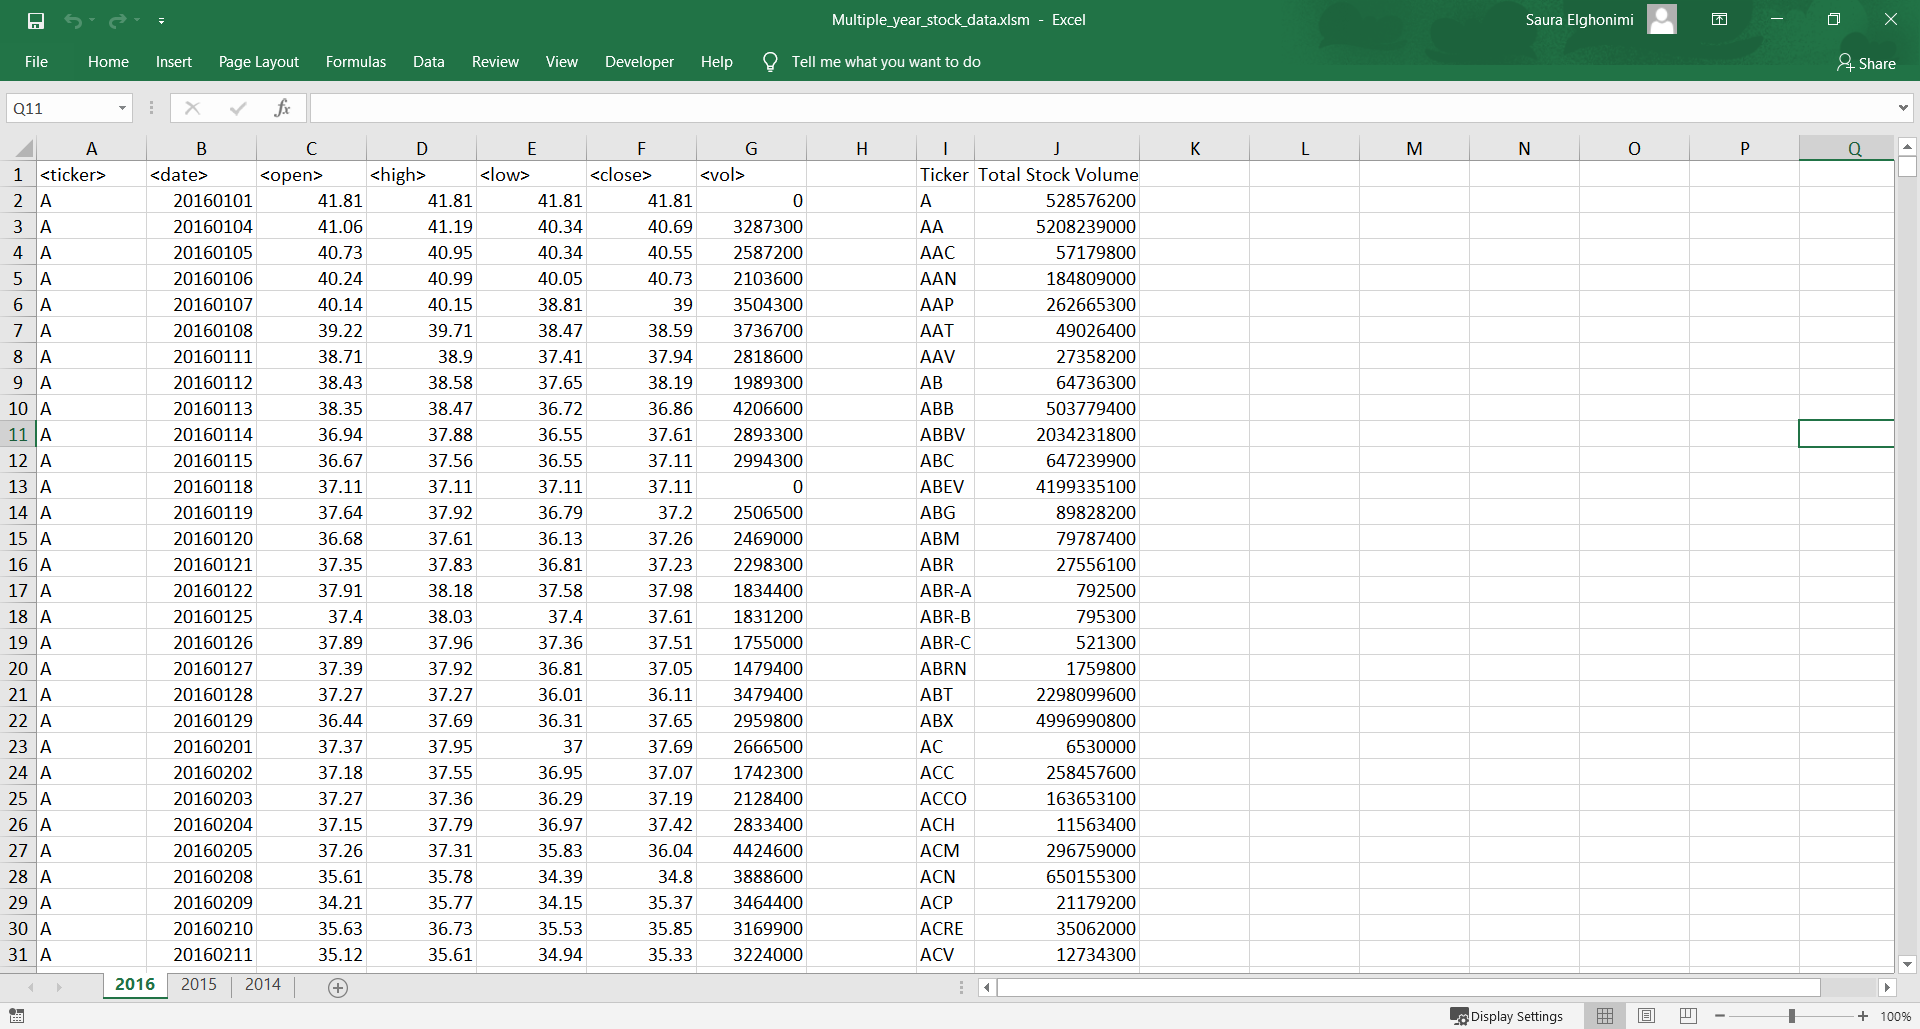 Multiple_year_stock_data.xlsm - Excel
Saura Elghonimi
File Home Insert Page Layout Formulas Data Review View Developer Help Tell me what you want to do
Share
Q11 fx
A B C D E F G H I J K L M N O P Q
1 <ticker> <date> <open> <high> <low> <close> <vol> Ticker Total Stock Volume
2 A 20160101 41.81 41.81 41.81 41.81 0 A 528576200
3 A 20160104 41.06 41.19 40.34 40.69 3287300 AA 5208239000
4 A 20160105 40.73 40.95 40.34 40.55 2587200 AAC 57179800
5 A 20160106 40.24 40.99 40.05 40.73 2103600 AAN 184809000
6 A 20160107 40.14 40.15 38.81 39 3504300 AAP 262665300
7 A 20160108 39.22 39.71 38.47 38.59 3736700 AAT 49026400
8 A 20160111 38.71 38.9 37.41 37.94 2818600 AAV 27358200
9 A 20160112 38.43 38.58 37.65 38.19 1989300 AB 64736300
10 A 20160113 38.35 38.47 36.72 36.86 4206600 ABB 503779400
11 A 20160114 36.94 37.88 36.55 37.61 2893300 ABBV 2034231800
12 A 20160115 36.67 37.56 36.55 37.11 2994300 ABC 647239900
13 A 20160118 37.11 37.11 37.11 37.11 0 ABEV 4199335100
14 A 20160119 37.64 37.92 36.79 37.2 2506500 ABG 89828200
15 A 20160120 36.68 37.61 36.13 37.26 2469000 ABM 79787400
16 A 20160121 37.35 37.83 36.81 37.23 2298300 ABR 27556100
17 A 20160122 37.91 38.18 37.58 37.98 1834400 ABR-A 792500
18 A 20160125 37.4 38.03 37.4 37.61 1831200 ABR-B 795300
19 A 20160126 37.89 37.96 37.36 37.51 1755000 ABR-C 521300
20 A 20160127 37.39 37.92 36.81 37.05 1479400 ABRN 1759800
21 A 20160128 37.27 37.27 36.01 36.11 3479400 ABT 2298099600
22 A 20160129 36.44 37.69 36.31 37.65 2959800 ABX 4996990800
23 A 20160201 37.37 37.95 37 37.69 2666500 AC 6530000
24 A 20160202 37.18 37.55 36.95 37.07 1742300 ACC 258457600
25 A 20160203 37.27 37.36 36.29 37.19 2128400 ACCO 163653100
26 A 20160204 37.15 37.79 36.97 37.42 2833400 ACH 11563400
27 A 20160205 37.26 37.31 35.83 36.04 4424600 ACM 296759000
28 A 20160208 35.61 35.78 34.39 34.8 3888600 ACN 650155300
29 A 20160209 34.21 35.77 34.15 35.37 3464400 ACP 21179200
30 A 20160210 35.63 36.73 35.53 35.85 3169900 ACRE 35062000
31 A 20160211 35.12 35.61 34.94 35.33 3224000 ACV 12734300
2016 2015 2014
Display Settings 100%